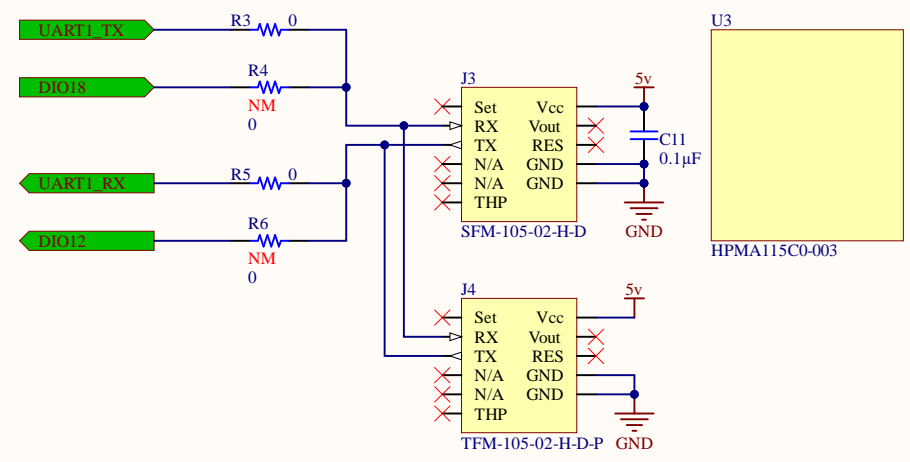 UART1_TX
R3
0
DIO18
R4
NM
0
UART1_RX
R5
0
DIO12
R6
NM
0
J3
Set
RX
TX
N/A
N/A
THP
Vcc
Vout
RES
GND
GND
SFM-105-02-H-D
5v
C11
0.1µF
GND
U3
HPMA115C0-003
J4
Set
RX
TX
N/A
N/A
THP
Vcc
Vout
RES
GND
GND
TFM-105-02-H-D-P
5v
GND